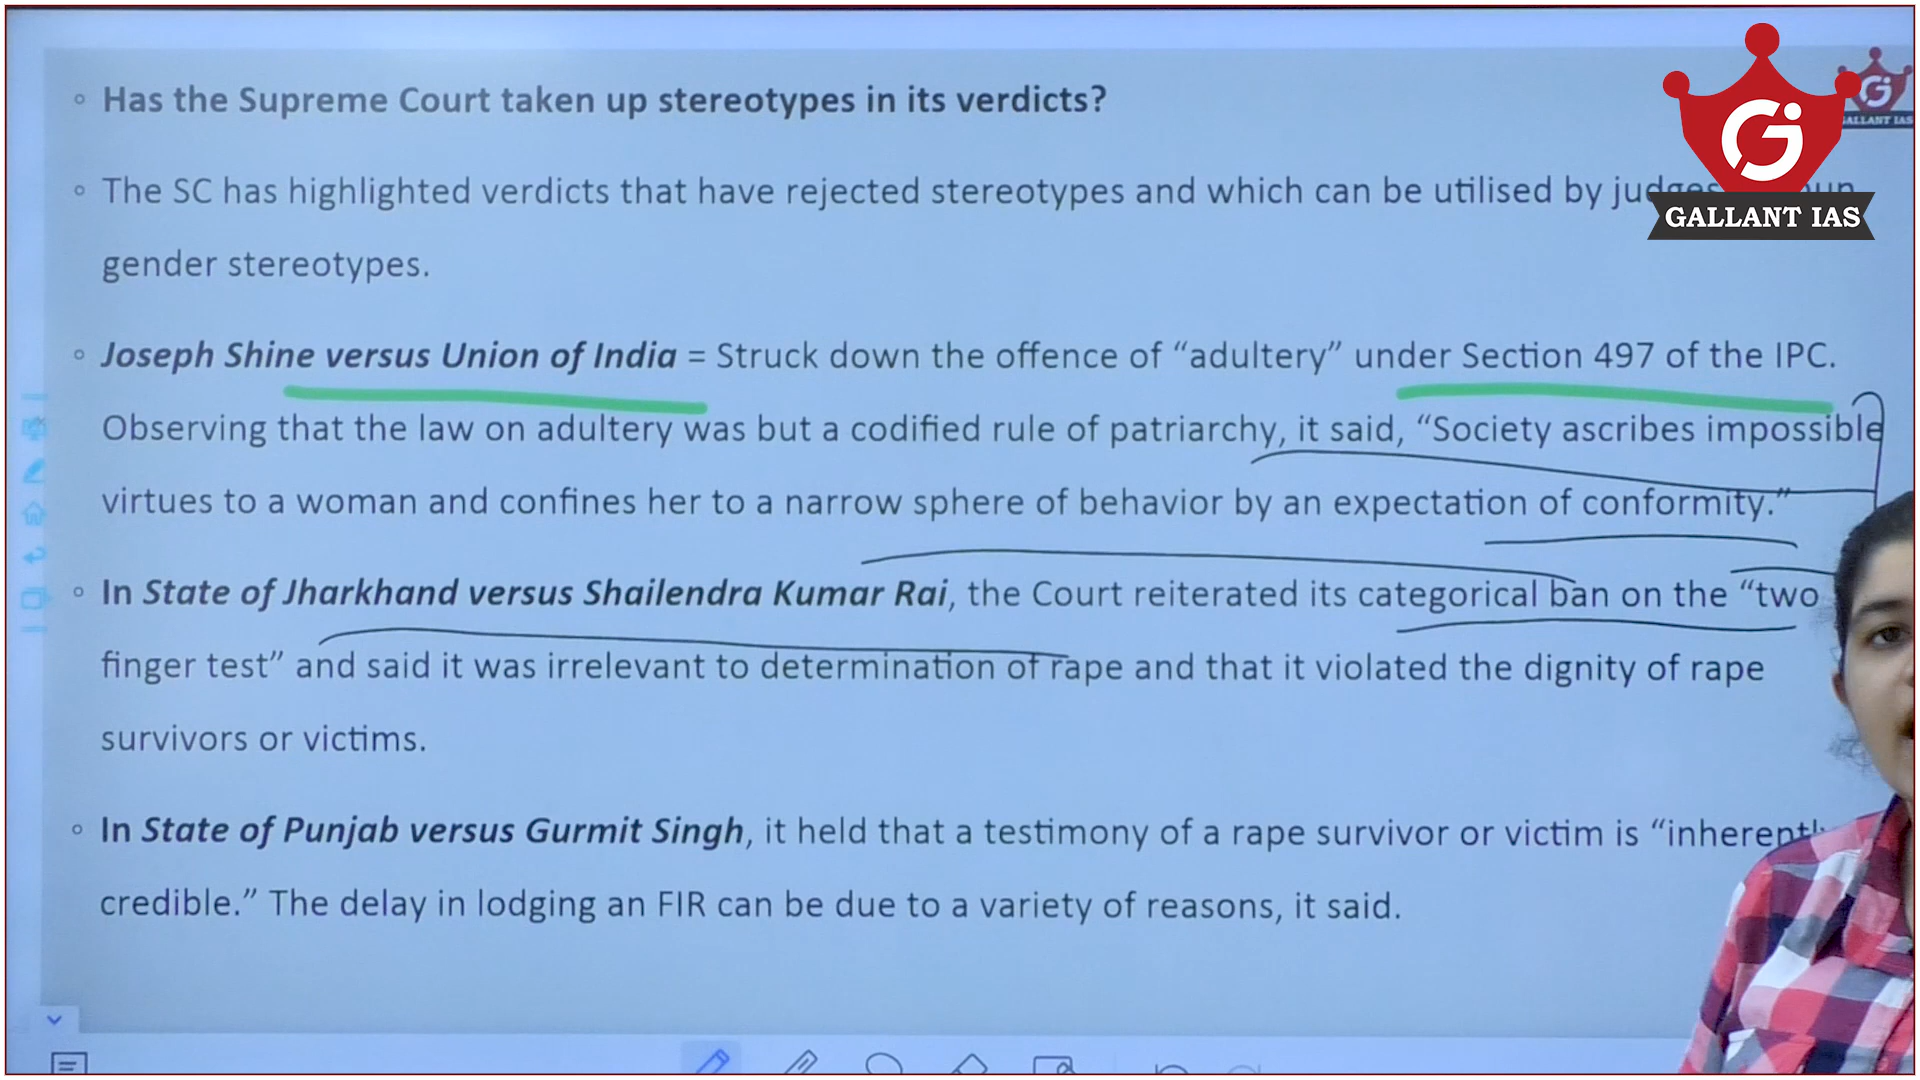 Has the Supreme Court taken up stereotypes in its verdicts?
The SC has highlighted verdicts that have rejected stereotypes and which can be utilised by judges
gender stereotypes.
Joseph Shine versus Union of India = Struck down the offence of “adultery” under Section 497 of the IPC.
Observing that the law on adultery was but a codified rule of patriarchy, it said, “Society ascribes impossible
virtues to a woman and confines her to a narrow sphere of behavior by an expectation of conformity.”
In State of Jharkhand versus Shailendra Kumar Rai, the Court reiterated its categorical ban on the “two
finger test” and said it was irrelevant to determination of rape and that it violated the dignity of rape
survivors or victims.
In State of Punjab versus Gurmit Singh, it held that a testimony of a rape survivor or victim is “inherently
credible.” The delay in lodging an FIR can be due to a variety of reasons, it said.
GALLANT IAS
GALLANT IAS